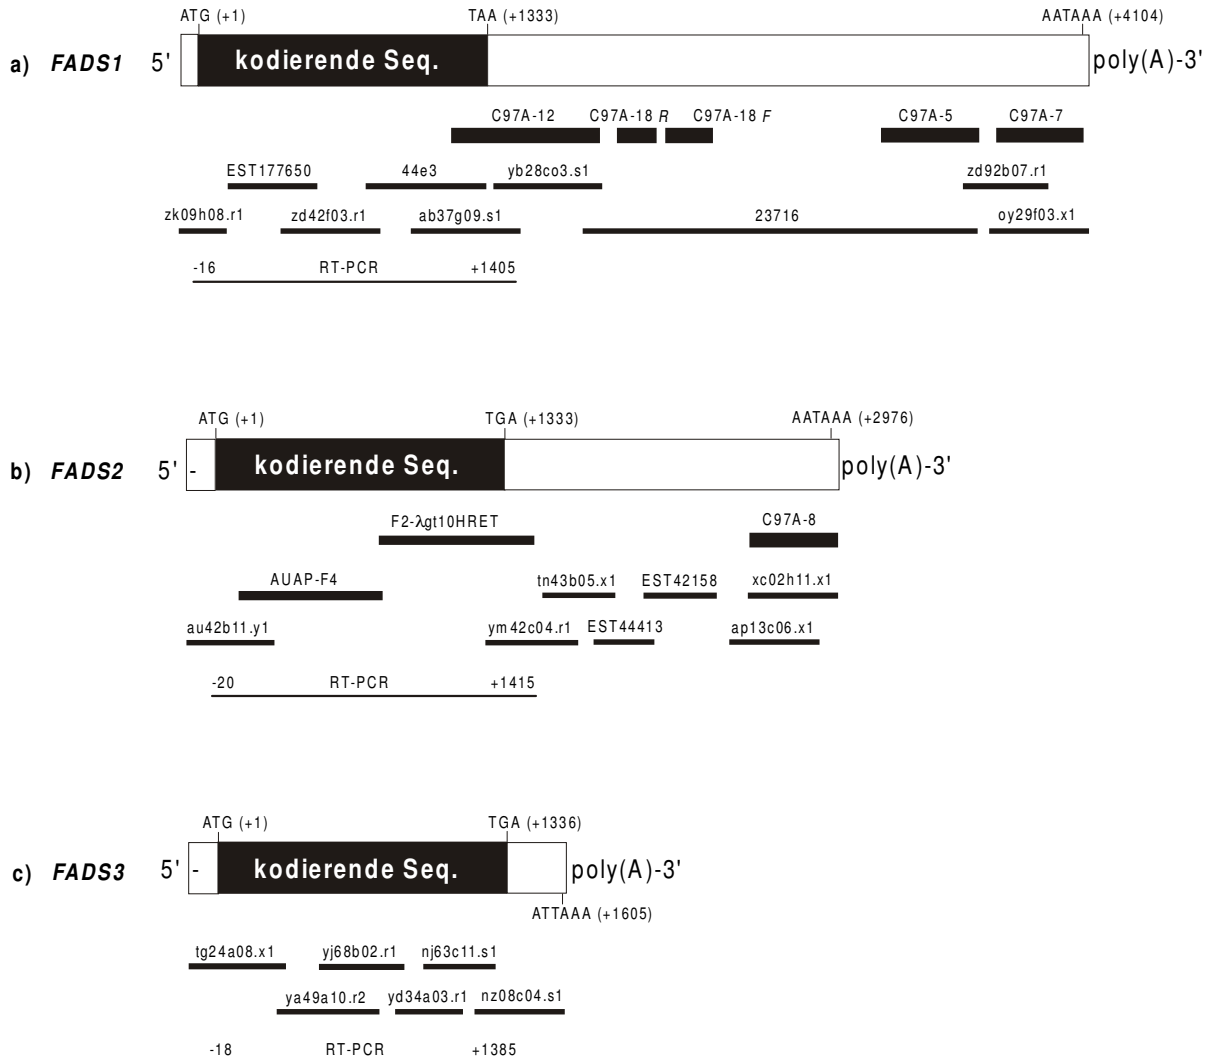 ATG (+1) TAA (+1333) AATAAA (+4104)
a) FADS1 5' kodierende Seq. poly(A)-3'
C97A-12 C97A-18 R C97A-18 F C97A-5 C97A-7
EST177650 44e3 yb28co3.s1 zd92b07.r1
zk09h08.r1 zd42f03.r1 ab37g09.s1 23716 oy29f03.x1
-16 RT-PCR +1405
ATG (+1) TGA (+1333) AATAAA (+2976)
b) FADS2 5' - kodierende Seq. poly(A)-3'
F2-λgt10HRET C97A-8
AUAP-F4 tn43b05.x1 EST42158 xc02h11.x1
au42b11.y1 ym42c04.r1 EST44413 ap13c06.x1
-20 RT-PCR +1415
ATG (+1) TGA (+1336)
c) FADS3 5' - kodierende Seq. poly(A)-3'
ATTAAA (+1605)
tg24a08.x1 yj68b02.r1 nj63c11.s1
ya49a10.r2 yd34a03.r1 nz08c04.s1
-18 RT-PCR +1385